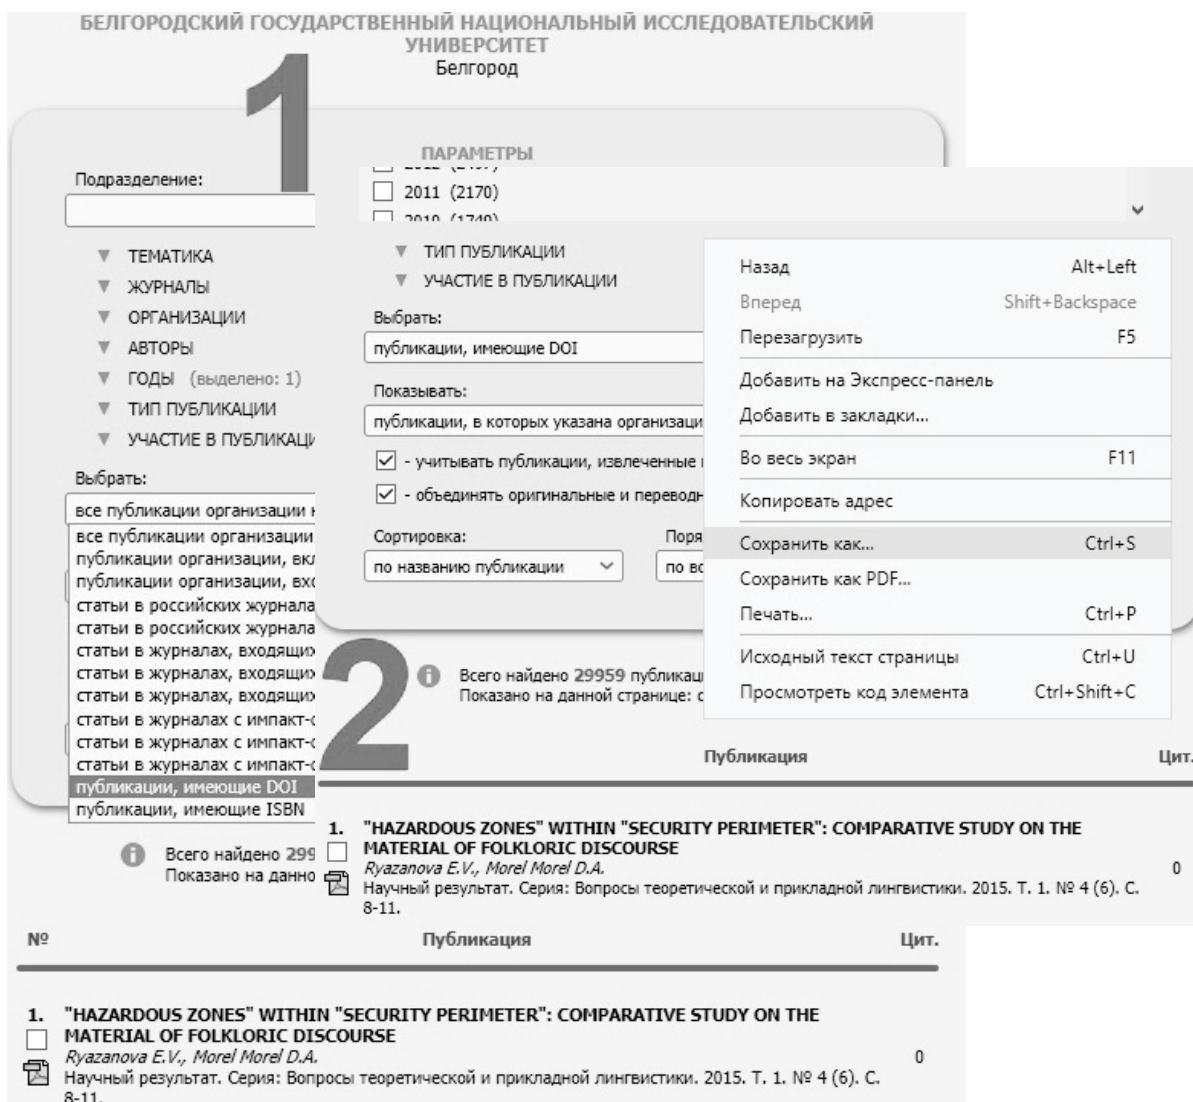 БЕЛГОРОДСКИЙ ГОСУДАРСТВЕННЫЙ НАЦИОНАЛЬНЫЙ ИССЛЕДОВАТЕЛЬСКИЙ
УНИВЕРСИТЕТ
Белгород
1
Подразделение:
ТЕМАТИКА
ЖУРНАЛЫ
ОРГАНИЗАЦИИ
АВТОРЫ
ГОДЫ (выделено: 1)
ТИП ПУБЛИКАЦИИ
УЧАСТИЕ В ПУБЛИКАЦИ
Выбрать:
все публикации организации
все публикации организации
публикации организации, вкл
публикации организации, вхо
статьи в российских журнала
статьи в российских журнала
статьи в журналах, входящих
статьи в журналах, входящих
статьи в журналах, входящих
статьи в журналах с импакт-
статьи в журналах с импакт-
статьи в журналах с импакт-
публикации, имеющие DOI
публикации, имеющие ISBN
Всего найдено 299
Показано на данно
№ Публикация Цит.
1. "HAZARDOUS ZONES" WITHIN "SECURITY PERIMETER": COMPARATIVE STUDY ON THE
MATERIAL OF FOLKLORIC DISCOURSE
Ryazanova E.V., Morel Morel D.A.
0
Научный результат. Серия: Вопросы теоретической и прикладной лингвистики. 2015. Т. 1. № 4 (6). С.
8-11.
ПАРАМЕТРЫ
2011 (2170)
2010 (1749)
ТИП ПУБЛИКАЦИИ
УЧАСТИЕ В ПУБЛИКАЦИИ
Выбрать:
публикации, имеющие DOI
Показывать:
публикации, в которых указана организаци
- учитывать публикации, извлеченные
- объединять оригинальные и переводн
Сортировка: Поря
по названию публикации по во
Назад Alt+Left
Вперед Shift+Backspace
Перезагрузить F5
Добавить на Экспресс-панель
Добавить в закладки...
Во весь экран F11
Копировать адрес
Сохранить как... Ctrl+S
Сохранить как PDF...
Печать... Ctrl+P
Исходный текст страницы Ctrl+U
Просмотреть код элемента Ctrl+Shift+C
2
Всего найдено 29959 публикац
Показано на данной странице: с
Публикация Цит.
1. "HAZARDOUS ZONES" WITHIN "SECURITY PERIMETER": COMPARATIVE STUDY ON THE
MATERIAL OF FOLKLORIC DISCOURSE
Ryazanova E.V., Morel Morel D.A.
0
Научный результат. Серия: Вопросы теоретической и прикладной лингвистики. 2015. Т. 1. № 4 (6). С.
8-11.